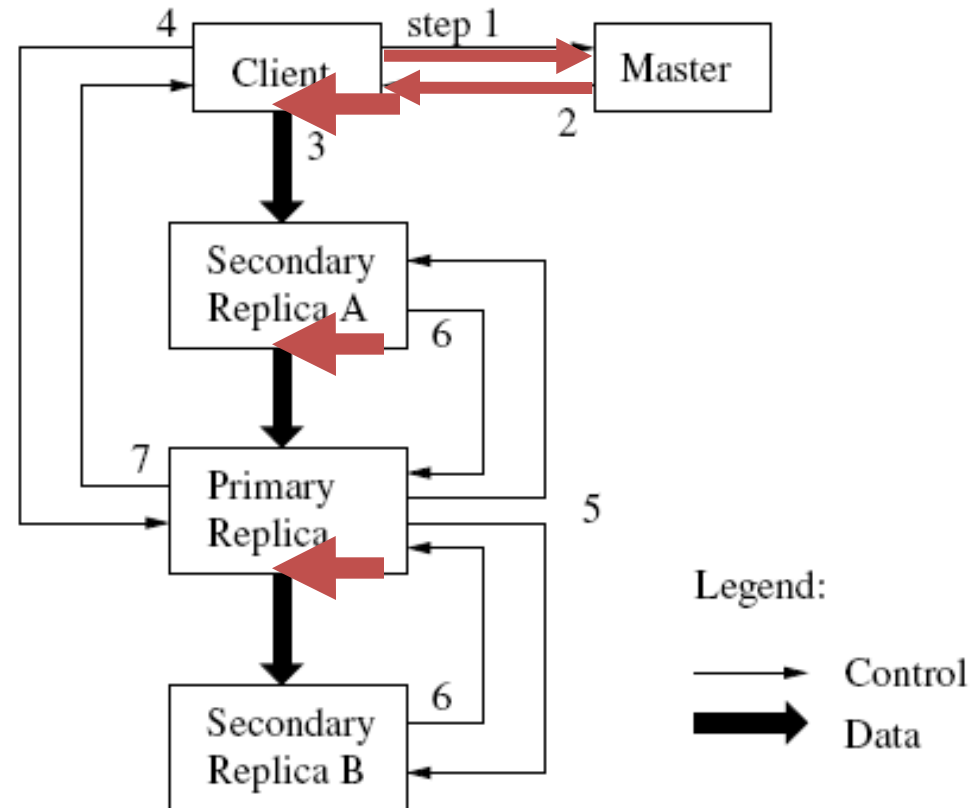 4
step 1
Client
Master
2
3
Secondary
Replica A
6
7
Primary
Replica
5
Legend:
Control
6
Secondary
Replica B
Data